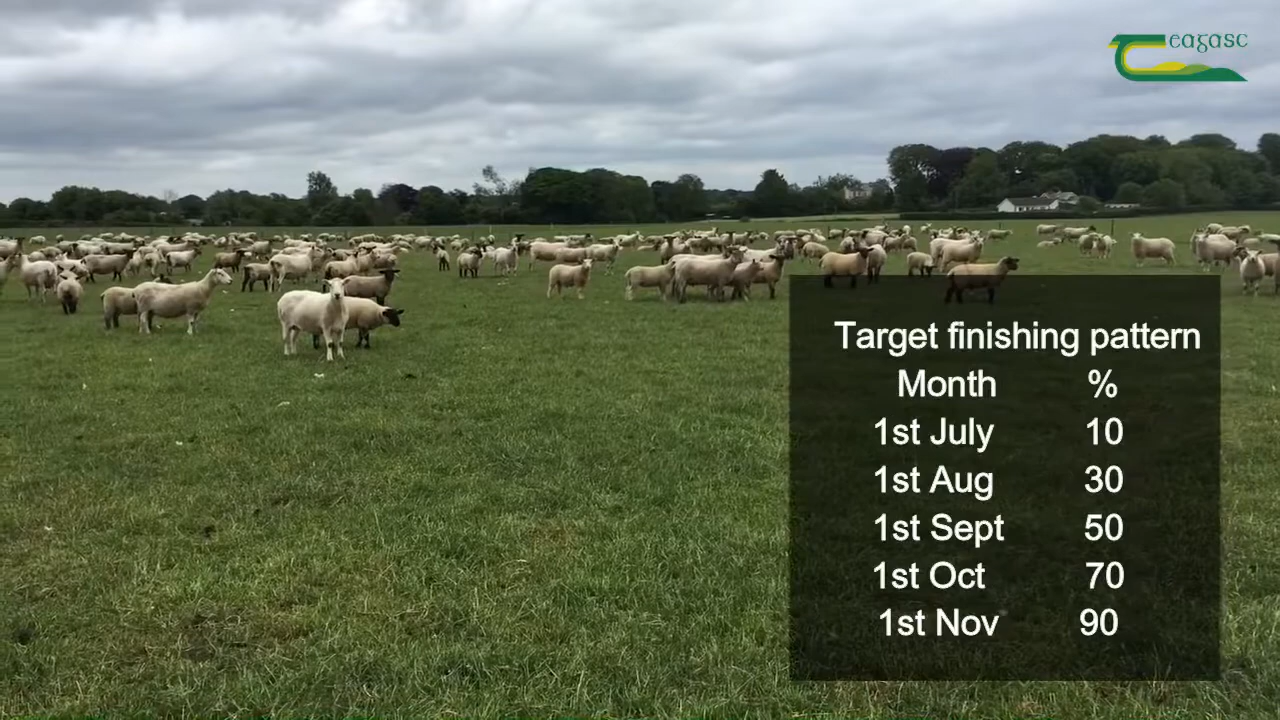 Teagasc
Target finishing pattern
Month %
1st July 10
1st Aug 30
1st Sept 50
1st Oct 70
1st Nov 90